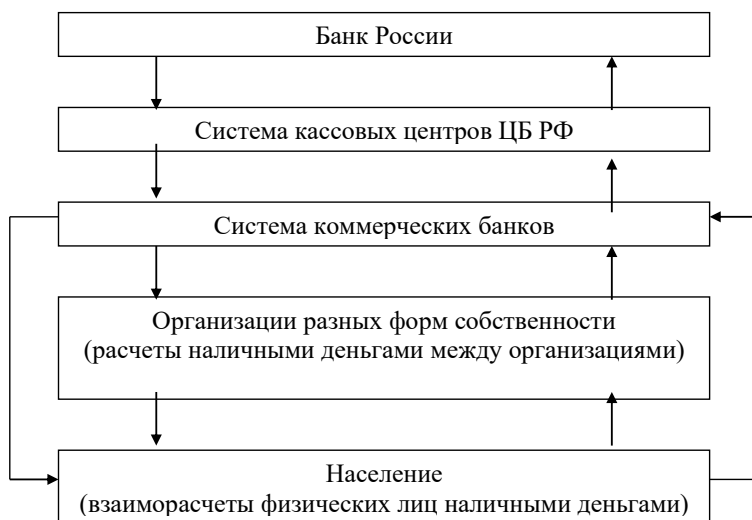 Банк России
Система кассовых центров ЦБ РФ
Система коммерческих банков
Организации разных форм собственности
(расчеты наличными деньгами между организациями)
Население
(взаиморасчеты физических лиц наличными деньгами)